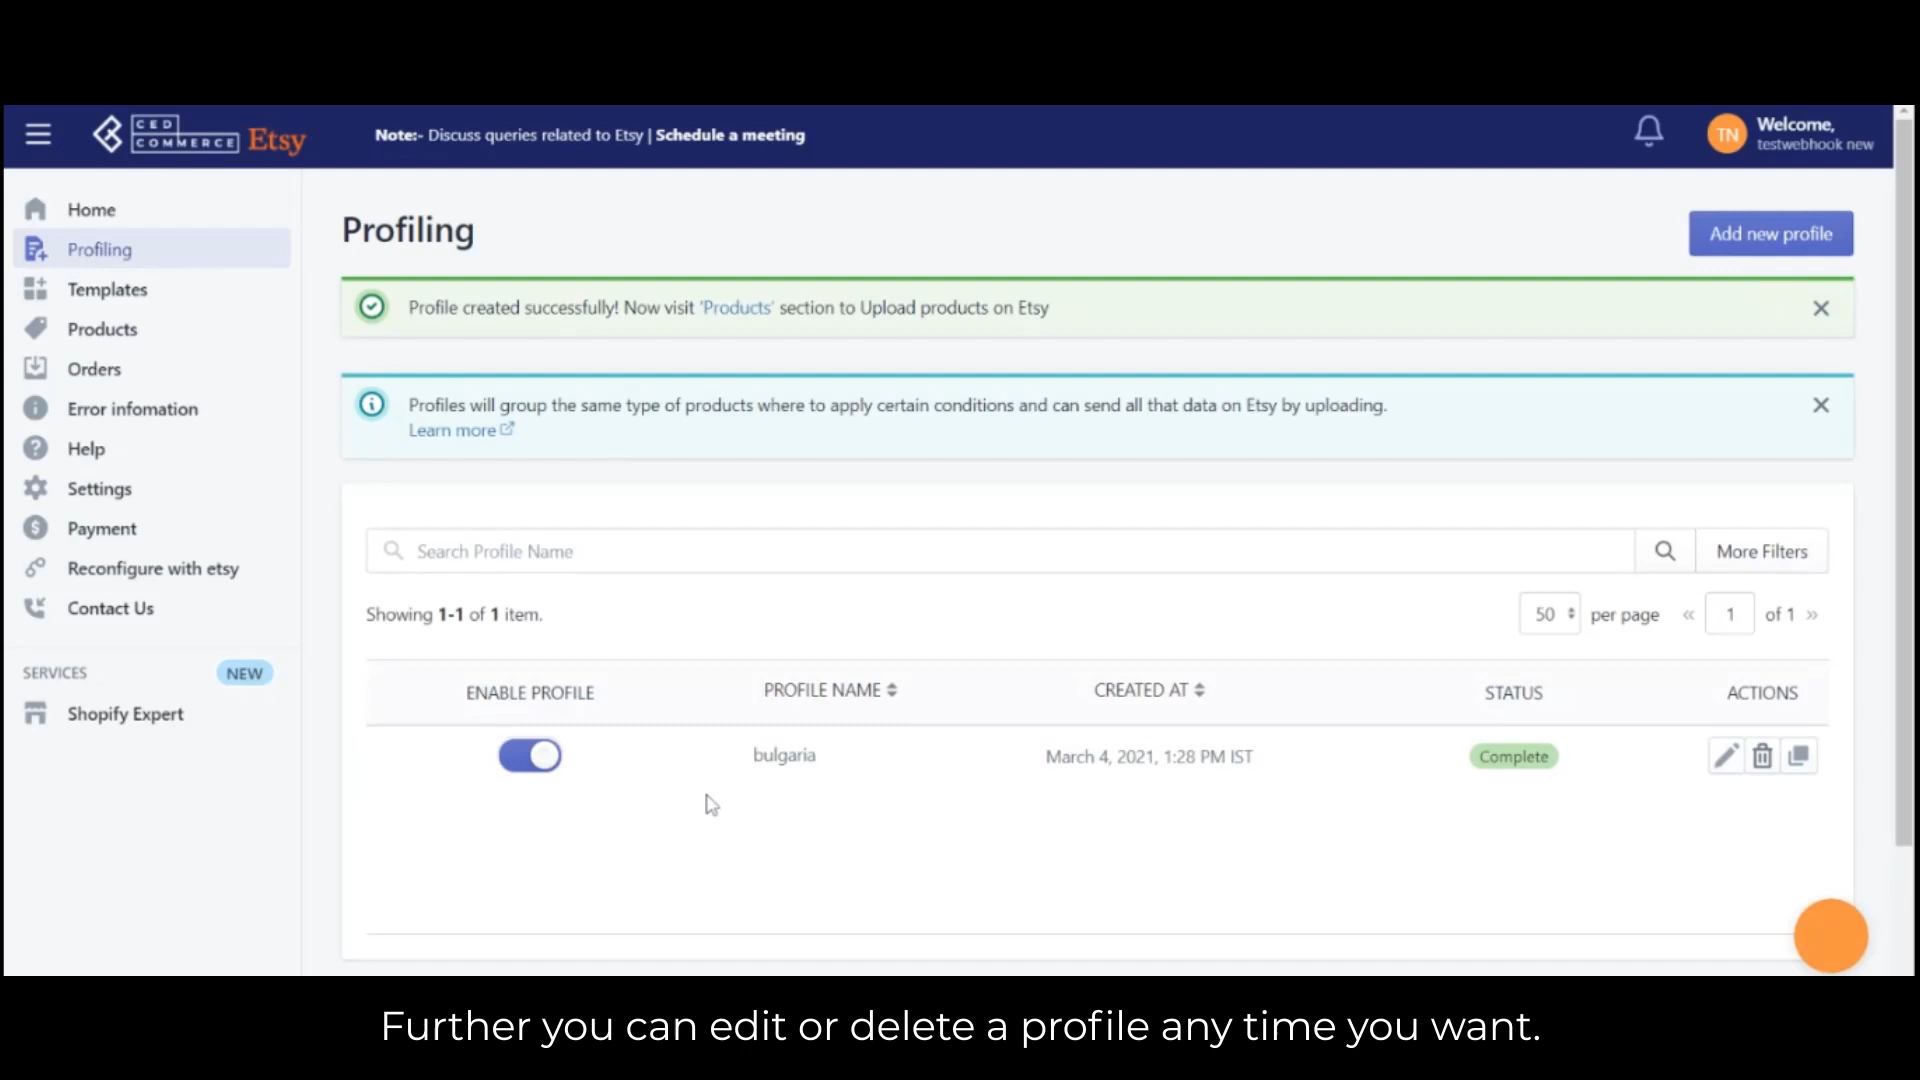 CED
COMMERCE Etsy
Note:- Discuss queries related to Etsy | Schedule a meeting
TN
Welcome,
testwebhook new
Home
Profiling
Templates
Products
Orders
Error infomation
Help
Settings
Payment
Reconfigure with etsy
Contact Us
SERVICES NEW
Shopify Expert
Profiling
Add new profile
Profile created successfully! Now visit 'Products' section to Upload products on Etsy
Profiles will group the same type of products where to apply certain conditions and can send all that data on Etsy by uploading.
Learn more
Search Profile Name
More Filters
Showing 1-1 of 1 item.
50 per page « 1 of 1 »
ENABLE PROFILE PROFILE NAME CREATED AT STATUS ACTIONS
bulgaria March 4, 2021, 1:28 PM IST Complete
Further you can edit or delete a profile any time you want.